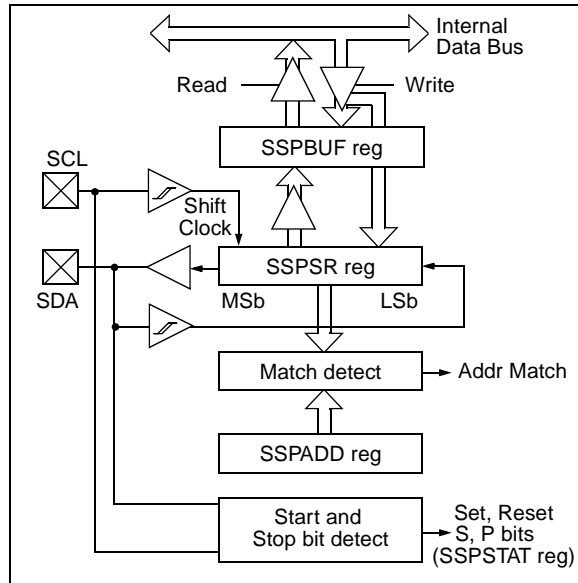 Internal
Data Bus
Read
Write
SSPBUF reg
SCL
Shift
Clock
SSPSR reg
SDA
MSb
LSb
Match detect
Addr Match
SSPADD reg
Start and
Stop bit detect
Set, Reset
S, P bits
(SSPSTAT reg)